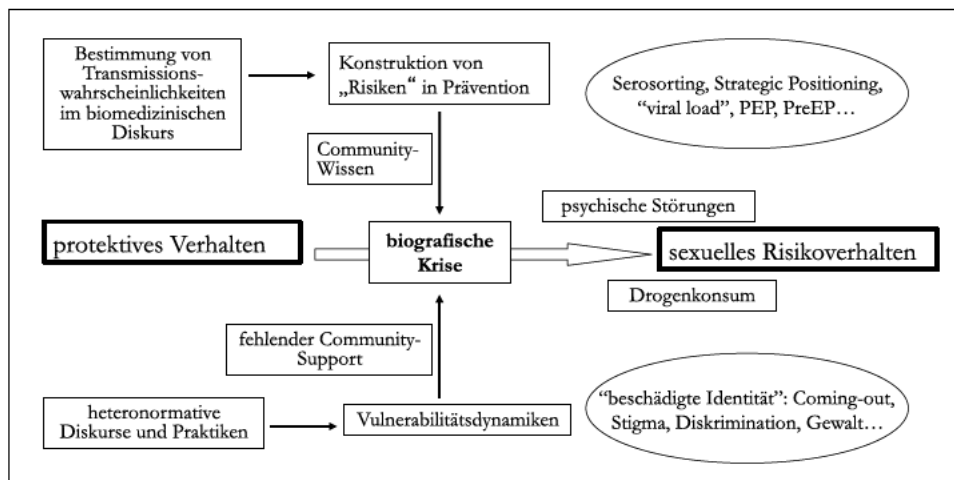 Bestimmung von
Transmissions-
wahrscheinlichkeiten
im biomedizinischen
Diskurs
Konstruktion von
„Risiken“ in Prävention
Serosorting, Strategic Positioning,
“viral load”, PEP, PreEP…
Community-
Wissen
psychische Störungen
protektives Verhalten
biografische
Krise
sexuelles Risikoverhalten
Drogenkonsum
fehlender Community-
Support
heteronormative
Diskurse und Praktiken
Vulnerabilitätsdynamiken
“beschädigte Identität”: Coming-out,
Stigma, Diskrimination, Gewalt…